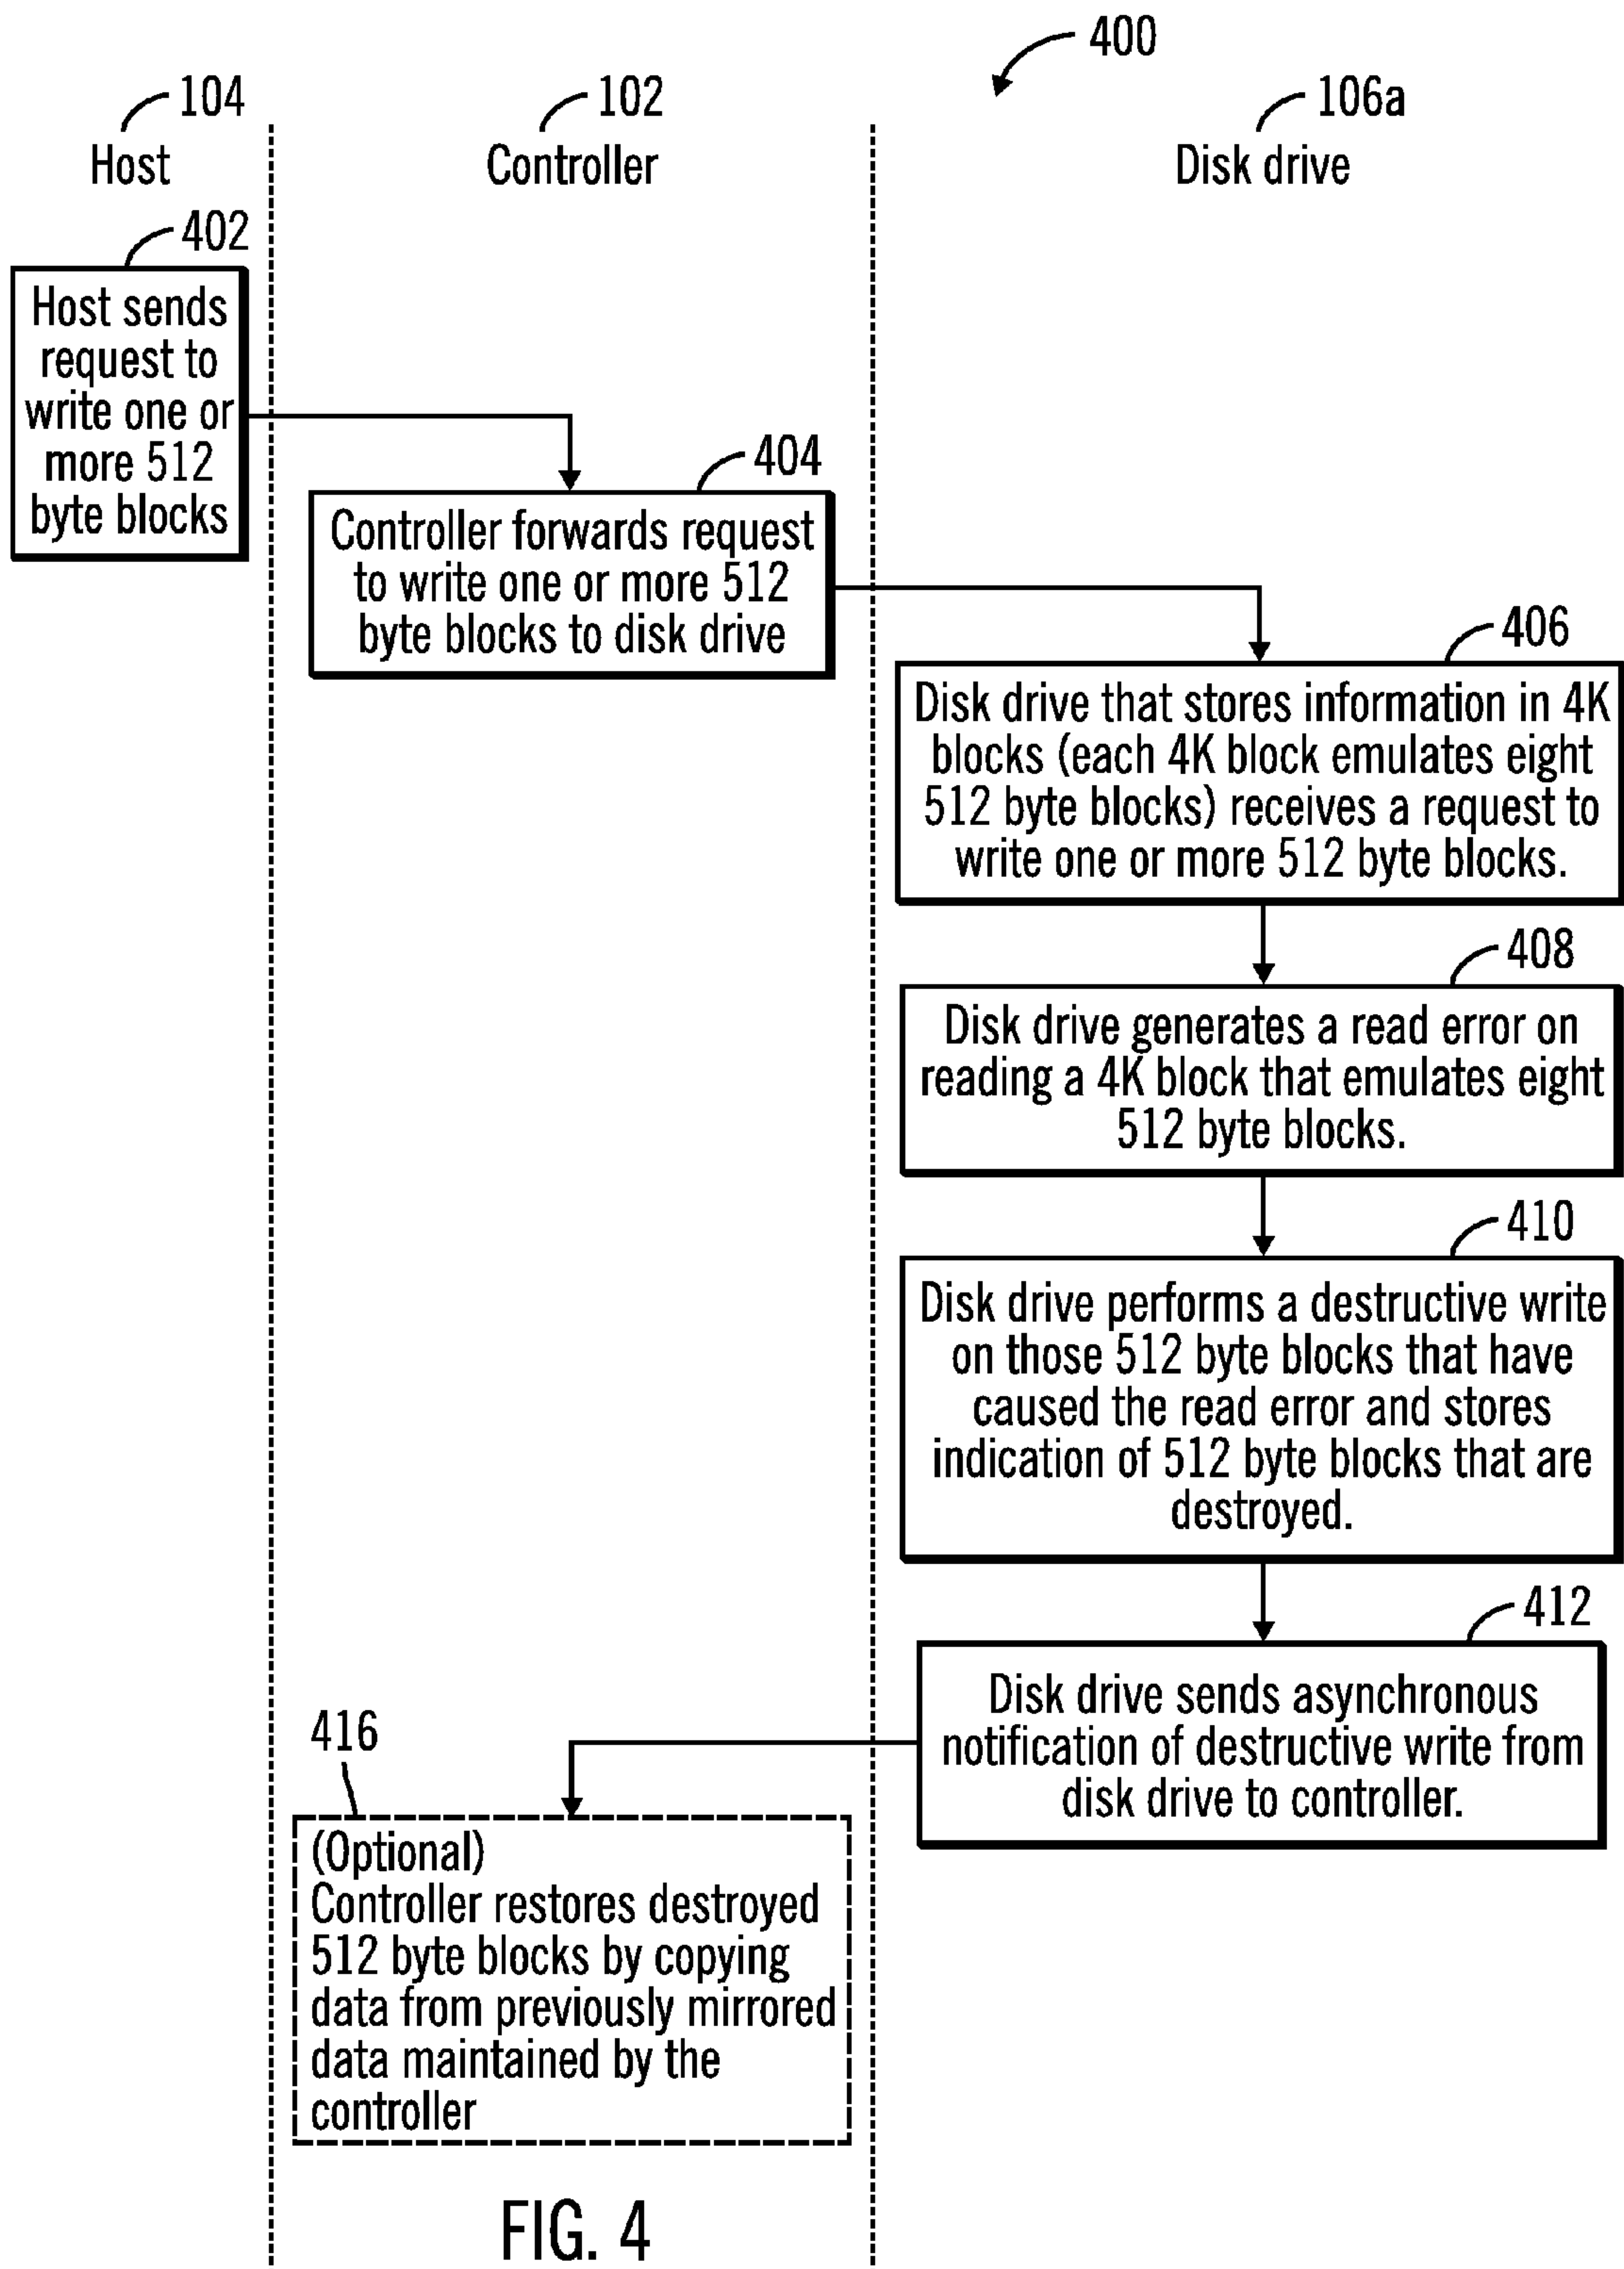 400
104
102
106a
Host
Controller
Disk drive
402
Host sends
request to
write one or
more 512
byte blocks
404
Controller forwards request
to write one or more 512
byte blocks to disk drive
406
Disk drive that stores information in 4K
blocks (each 4K block emulates eight
512 byte blocks) receives a request to
write one or more 512 byte blocks.
408
Disk drive generates a read error on
reading a 4K block that emulates eight
512 byte blocks.
410
Disk drive performs a destructive write
on those 512 byte blocks that have
caused the read error and stores
indication of 512 byte blocks that are
destroyed.
412
Disk drive sends asynchronous
notification of destructive write from
disk drive to controller.
416
(Optional)
Controller restores destroyed
512 byte blocks by copying
data from previously mirrored
data maintained by the
controller
FIG. 4